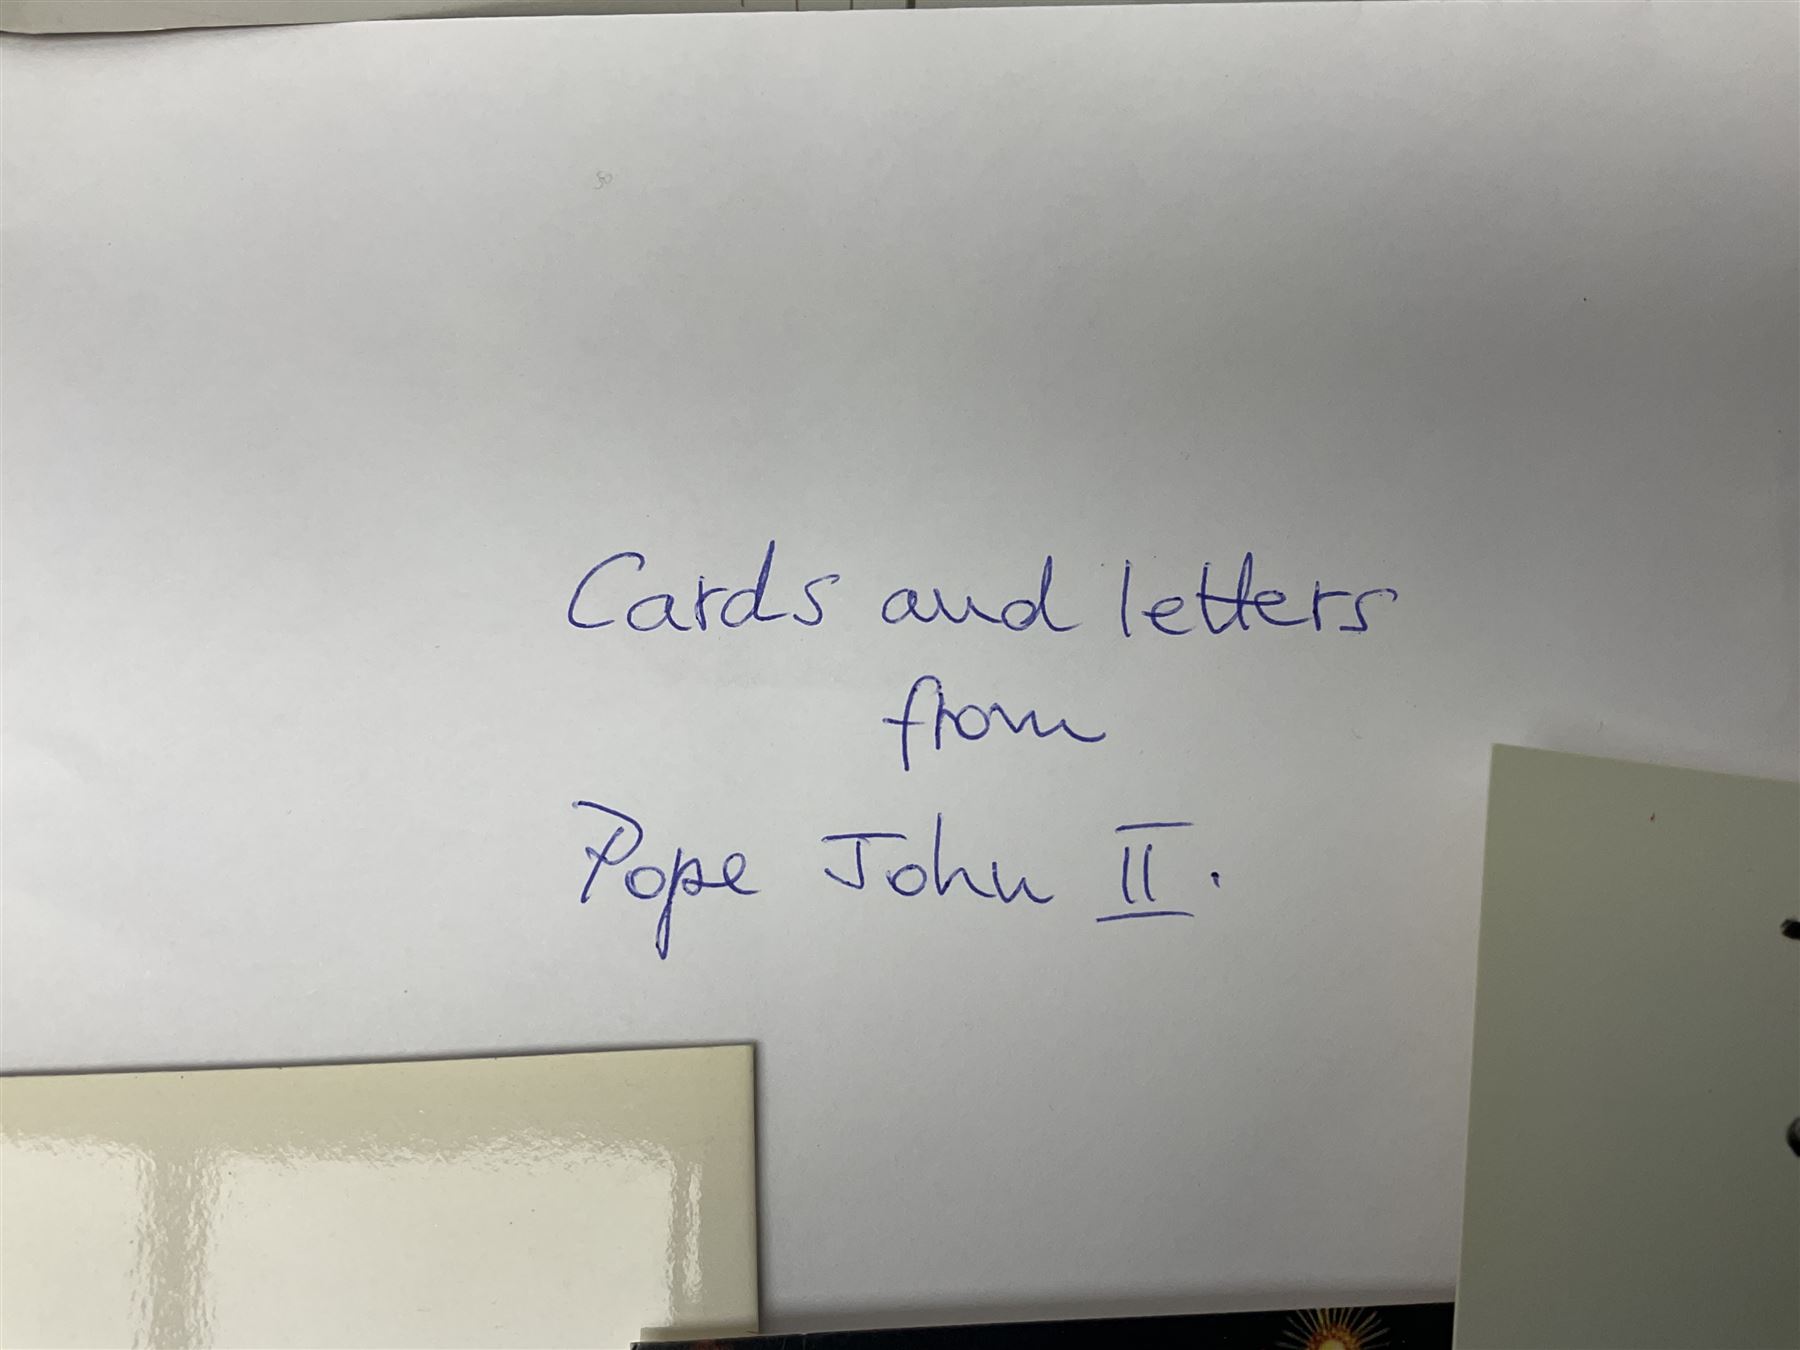 Cards and letters
from
Pope John II.